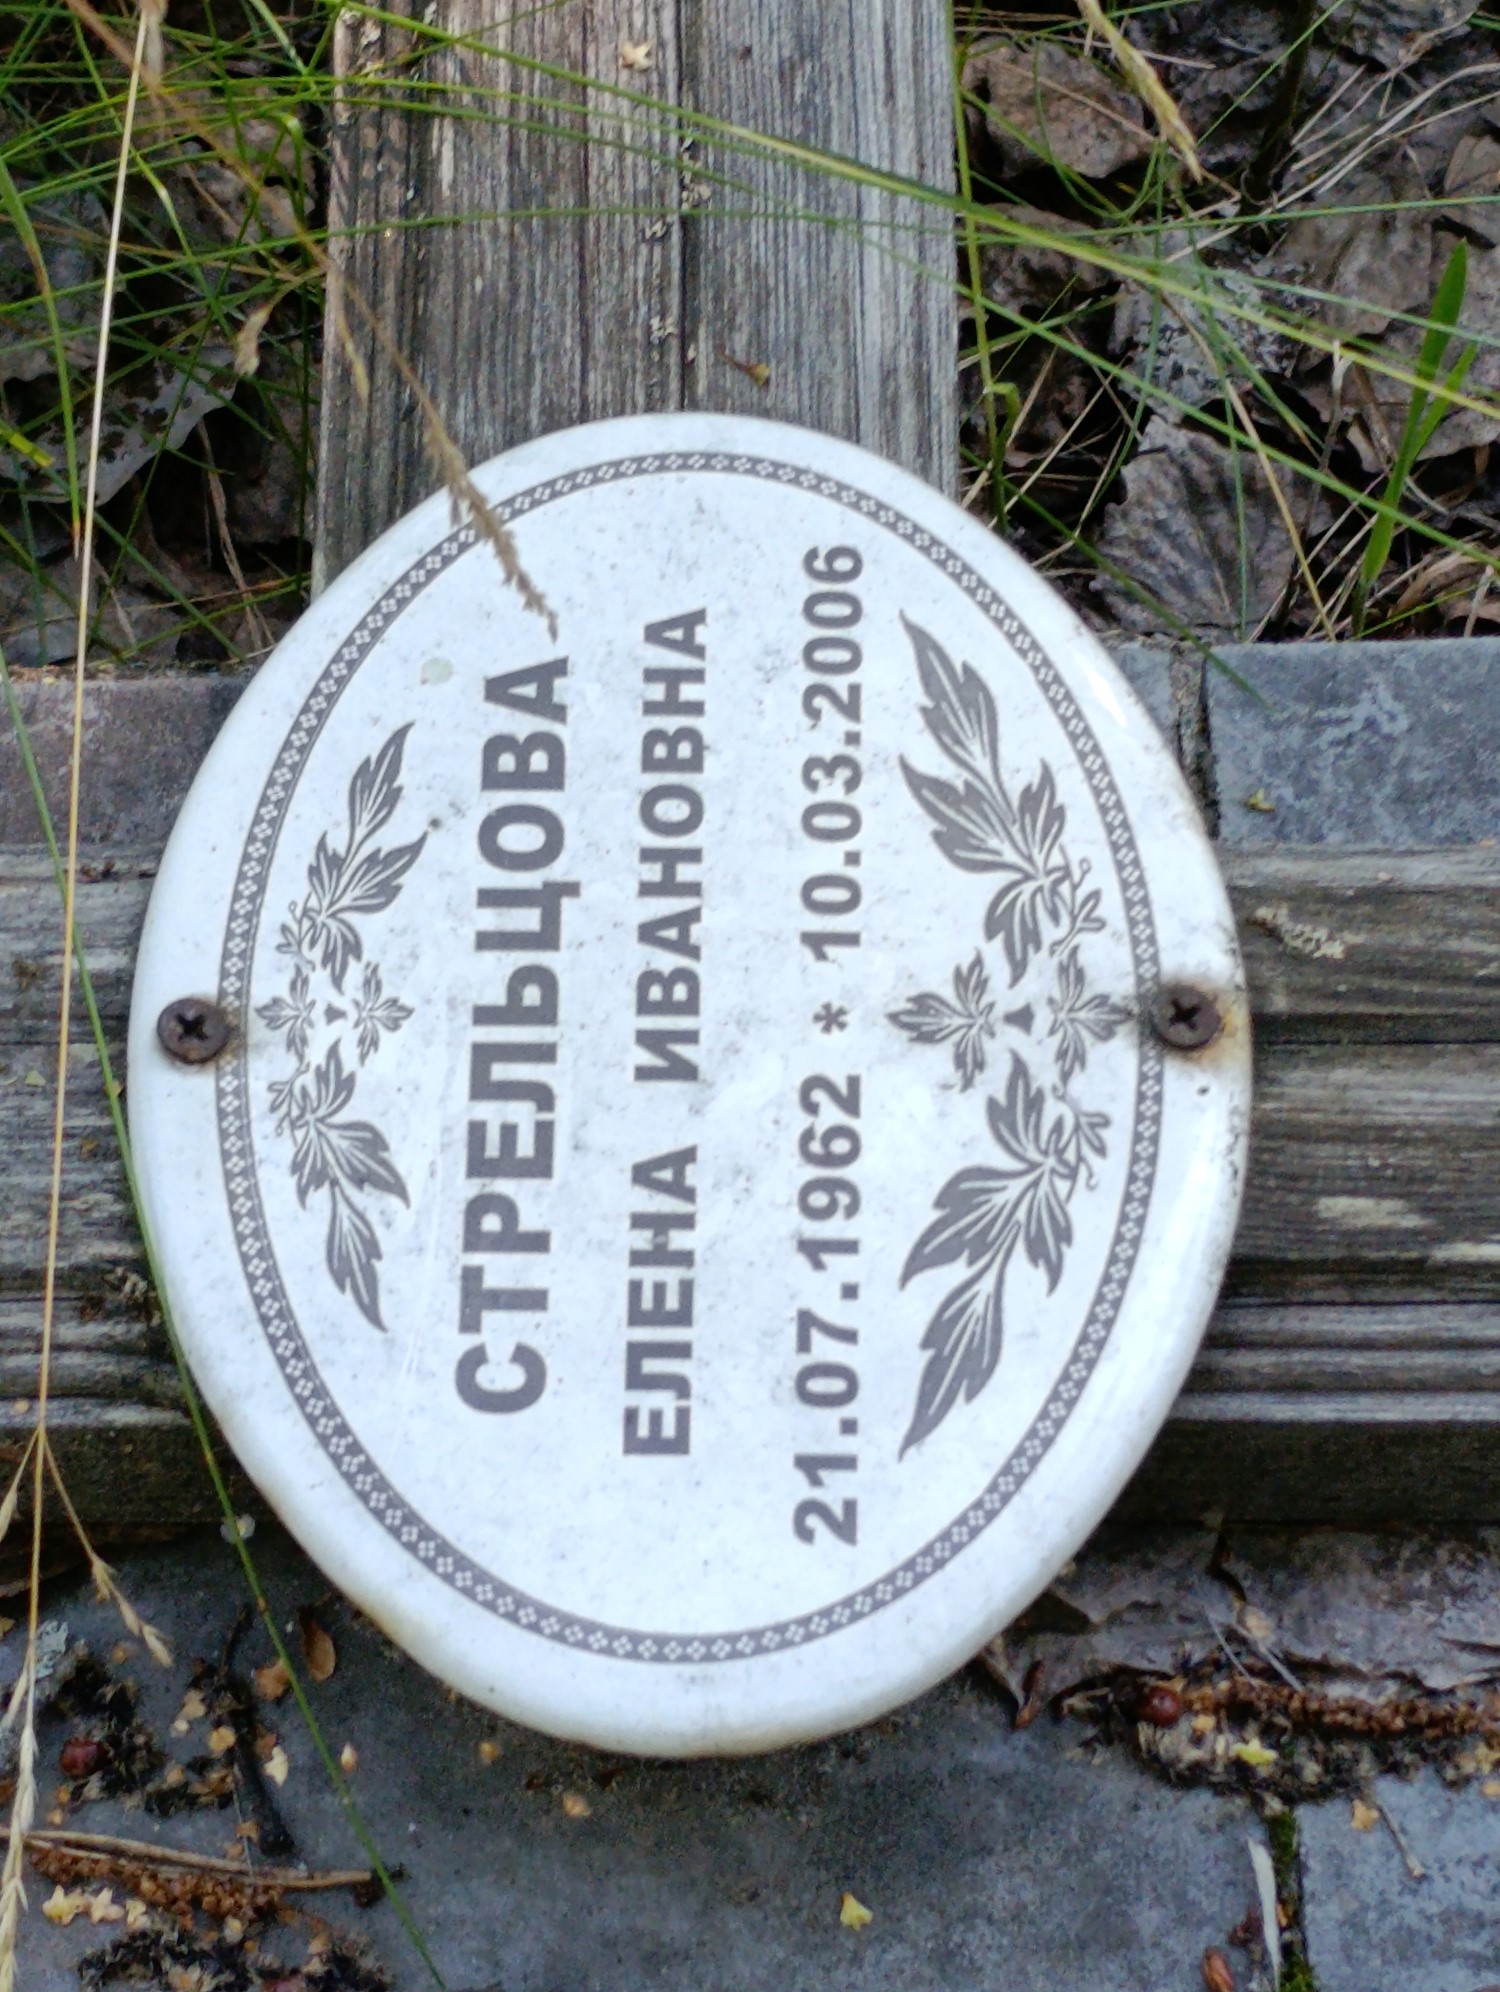 СТРЕЛЬЦОВА
ЕЛЕНА ИВАНОВНА
21.07.1962 * 10.03.2006